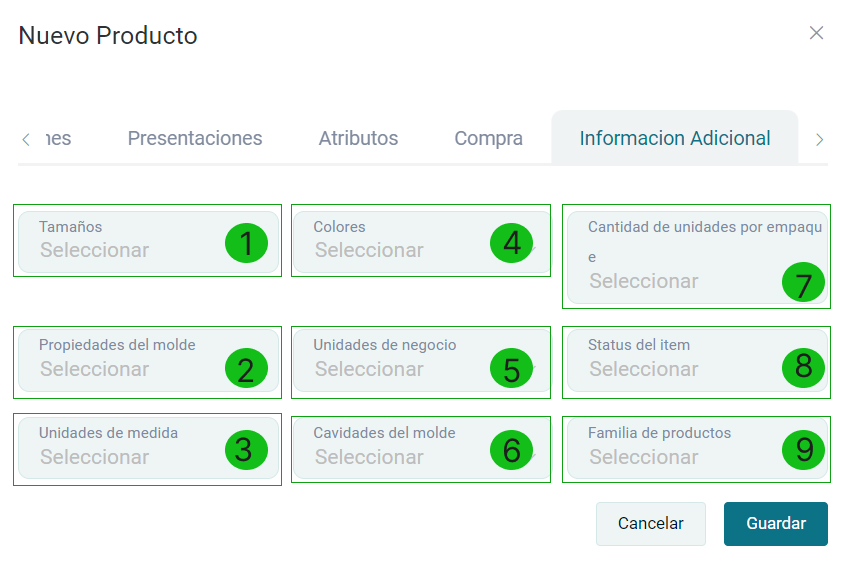 Nuevo Producto
nes Presentaciones Atributos Compra Informacion Adicional
Tamaños
Seleccionar
1
Colores
Seleccionar
4
Cantidad de unidades por empaqu
e
Seleccionar
7
Propiedades del molde
Seleccionar
2
Unidades de negocio
Seleccionar
5
Status del item
Seleccionar
8
Unidades de medida
Seleccionar
3
Cavidades del molde
Seleccionar
6
Familia de productos
Seleccionar
9
Cancelar Guardar